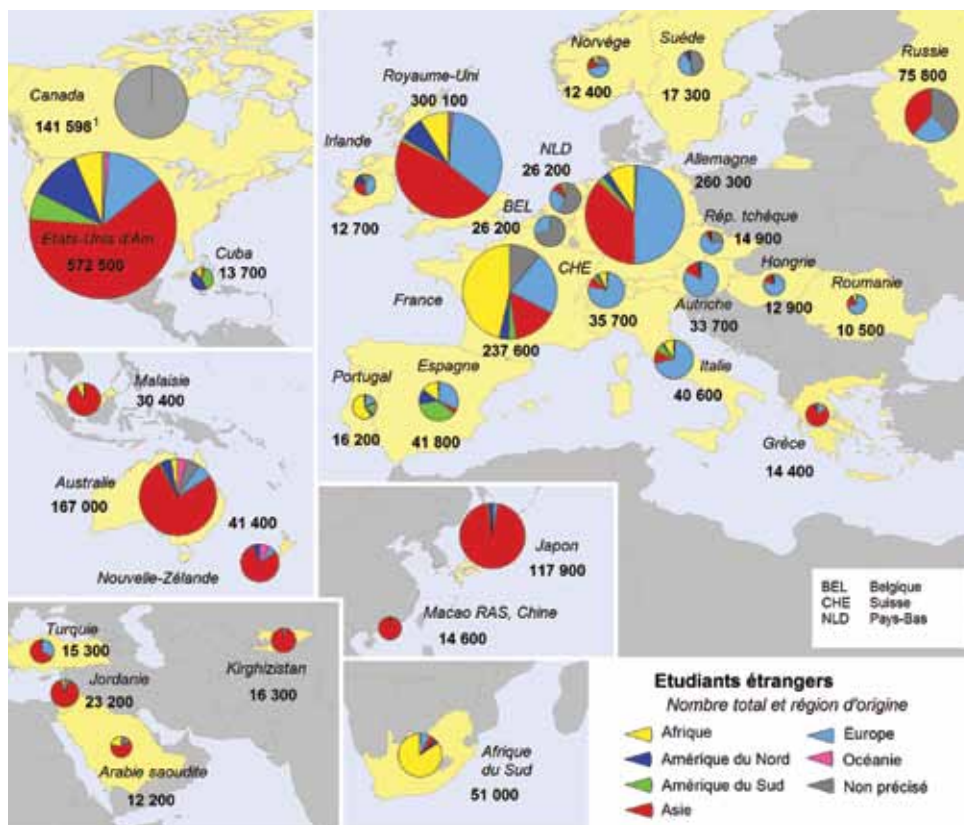 Canada
141 598¹
Etats-Unis d'Am.
572 500
Cuba
13 700
Norvége
12 400
Suéde
17 300
Russie
75 800
Royaume-Uni
300 100
Irlande
12 700
NLD
26 200
BEL
26 200
Allemagne
260 300
Rép. tchéque
14 900
France
237 600
CHE
35 700
Autriche
33 700
Hongrie
12 900
Roumanie
10 500
Portugal
16 200
Espagne
41 800
Italie
40 600
Grèce
14 400
Malaisie
30 400
Australie
167 000
41 400
Nouvelle-Zélande
Japon
117 900
Macao RAS, Chine
14 600
BEL Belgique
CHE Suisse
NLD Pays-Bas
Turquie
15 300
Jordanie
23 200
Kirghizistan
16 300
Arabie saoudite
12 200
Afrique
du Sud
51 000
Etudiants étrangers
Nombre total et région d'origine
Afrique
Amérique du Nord
Amérique du Sud
Asie
Europe
Océanie
Non précisé